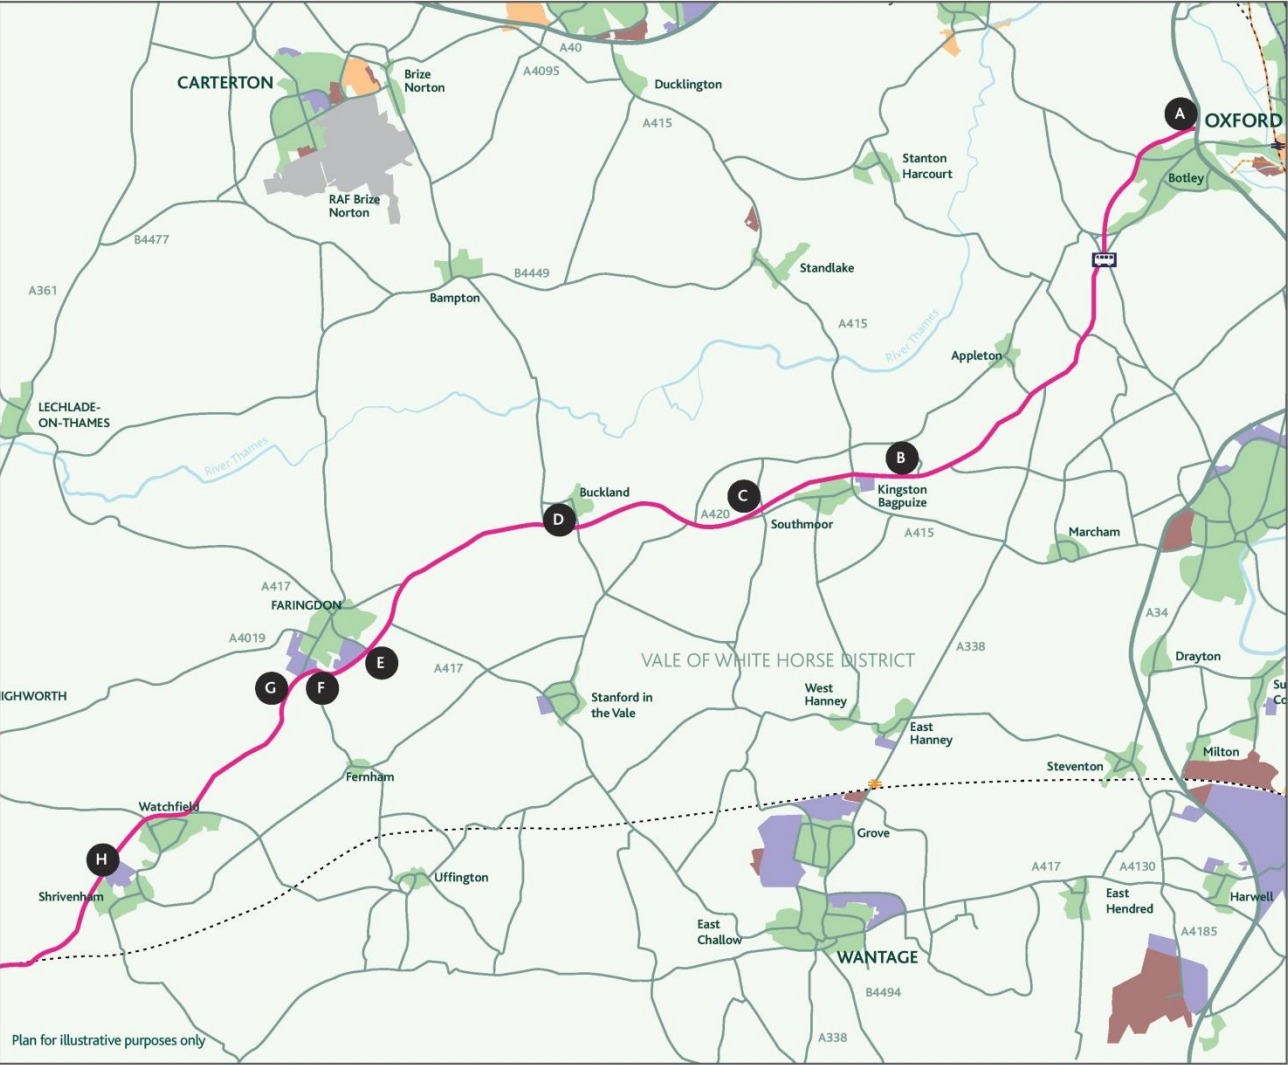 A40
CARTERTON
Brize
Norton
A4095
Ducklington
A
OXFORD
A415
Stanton
Harcourt
Botley
RAF Brize
Norton
B4477
Standlake
B4449
A361
Bampton
A415
River Thames
Appleton
LECHLADE-
ON-THAMES
River Thames
B
Kingston
Bagpuize
C
Buckland
D
A420
Southmoor
A415
Marcham
A417
FARINGDON
A34
A4019
E
A417
VALE OF WHITE HORSE DISTRICT
A338
Drayton
G
F
IGHWORTH
Stanford in
the Vale
West
Hanney
Su
Co
East
Hanney
Milton
Steventon
Fernham
Watchfield
Grove
H
Shrivenham
Uffington
A417
A4130
East
Hendred
Harwell
East
Challow
A4185
WANTAGE
B4494
Plan for illustrative purposes only
A338